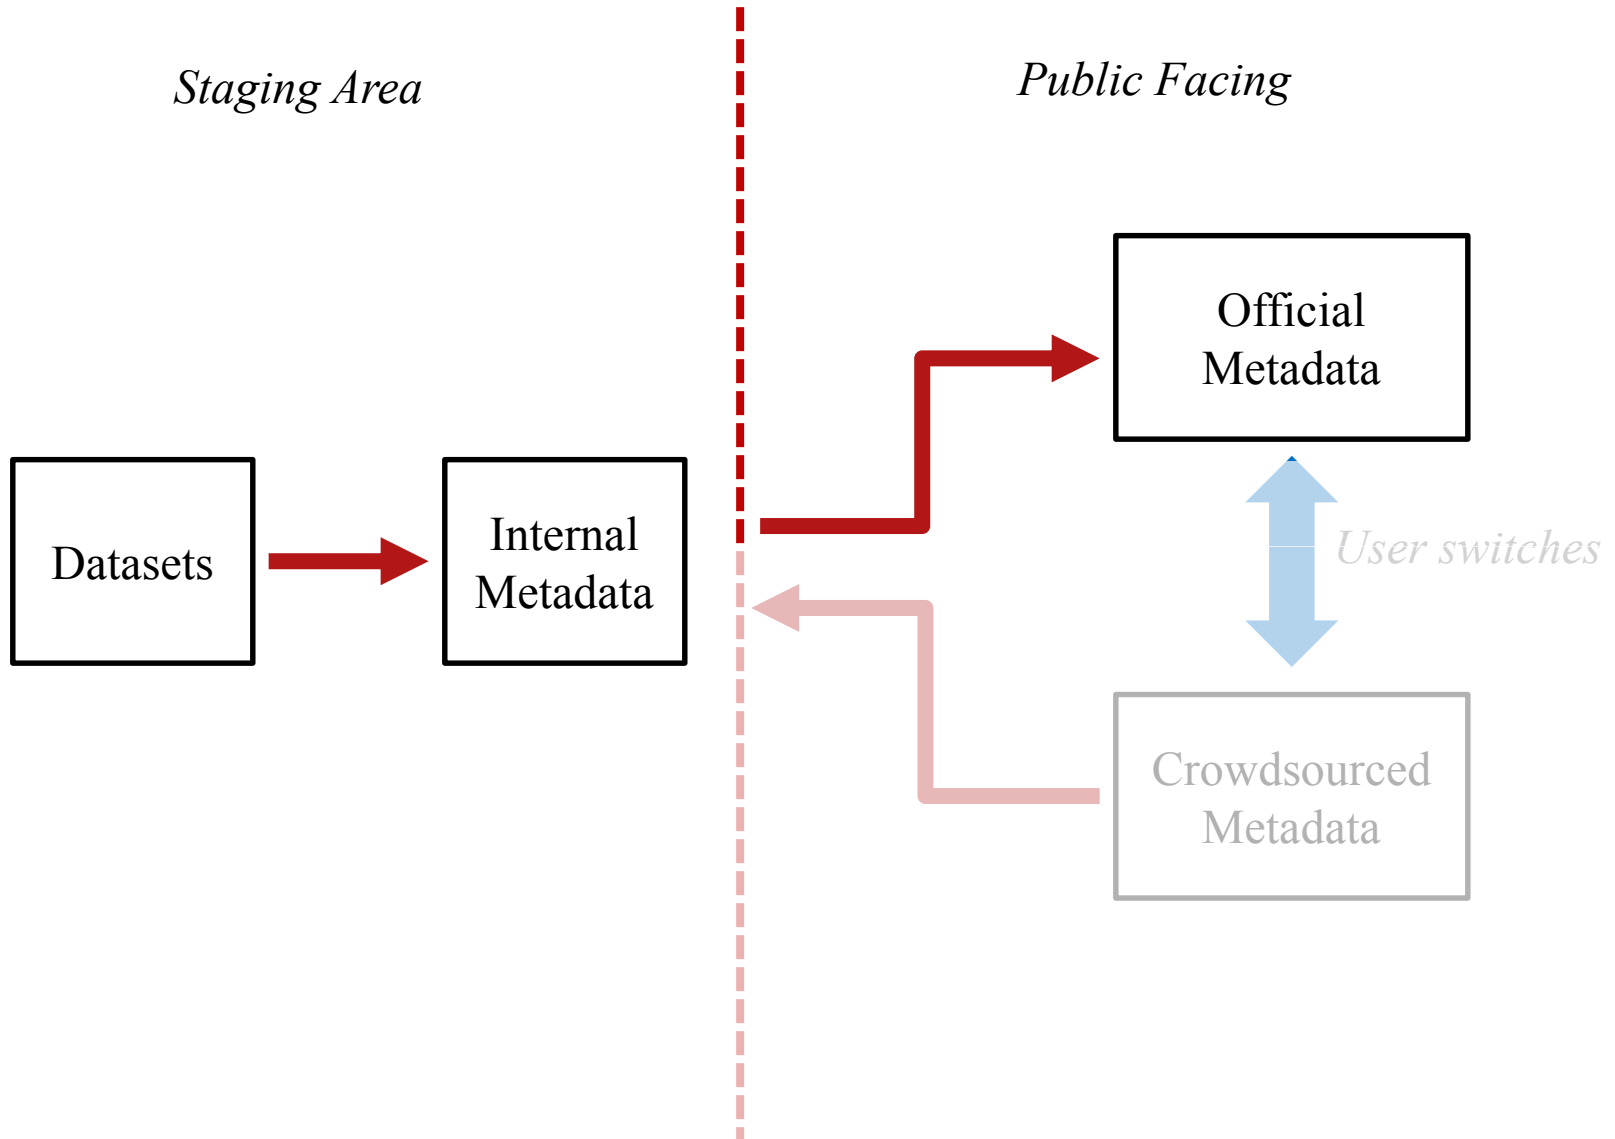 Staging Area
Public Facing
Official
Metadata
Datasets
Internal
Metadata
User switches
Crowdsourced
Metadata